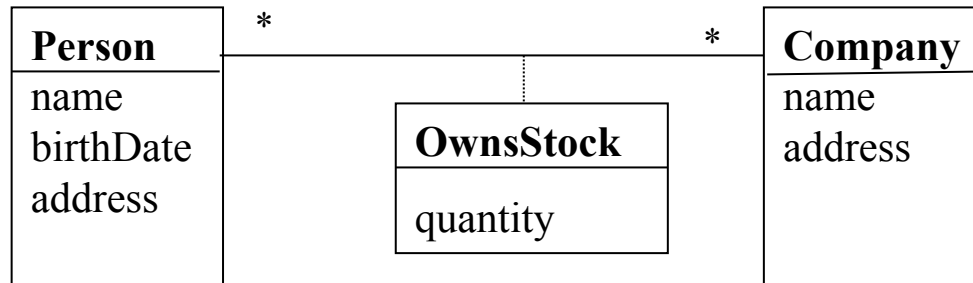 Person
name
birthDate
address
*
*
OwnsStock
quantity
Company
name
address